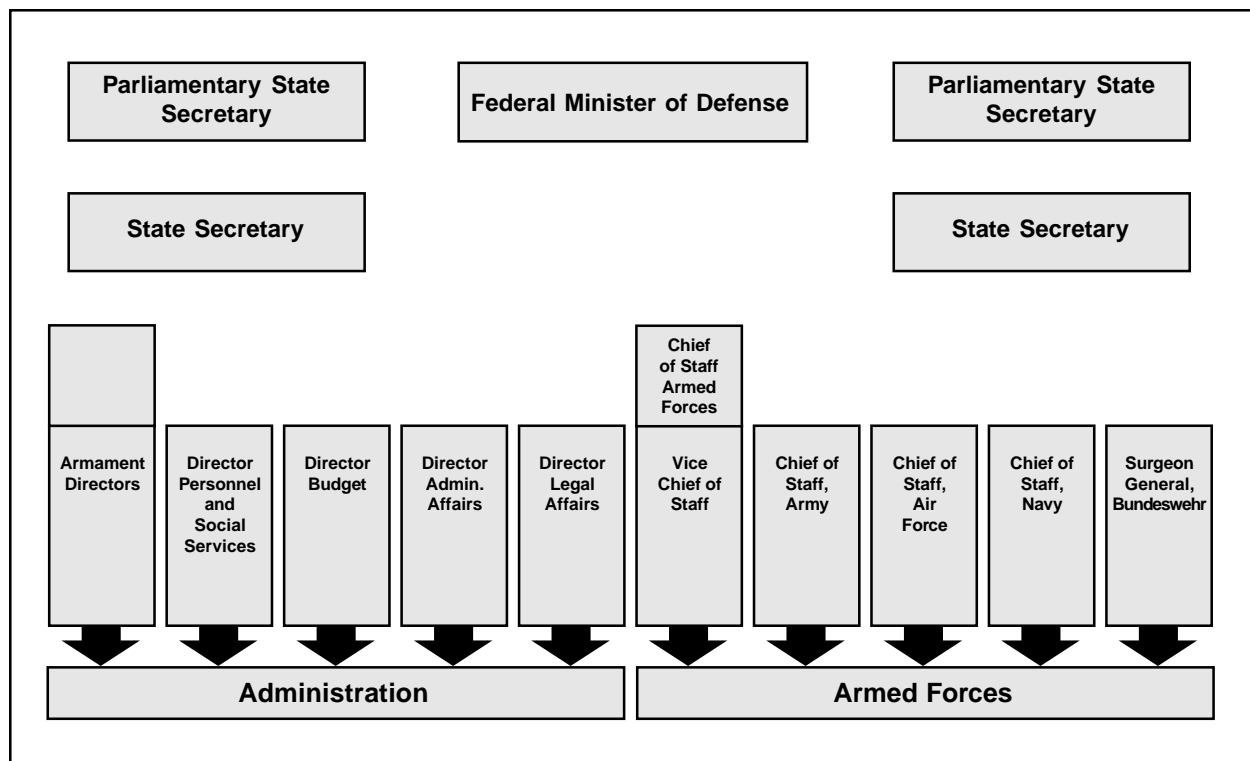 Parliamentary State
Secretary
Federal Minister of Defense
Parliamentary State
Secretary
State Secretary
State Secretary
Chief
of Staff
Armed
Forces
Armament
Directors
Director
Personnel
and
Social
Services
Director
Budget
Director
Admin.
Affairs
Director
Legal
Affairs
Vice
Chief of
Staff
Chief of
Staff,
Army
Chief of
Staff,
Air
Force
Chief of
Staff,
Navy
Surgeon
General,
Bundeswehr
Administration
Armed Forces